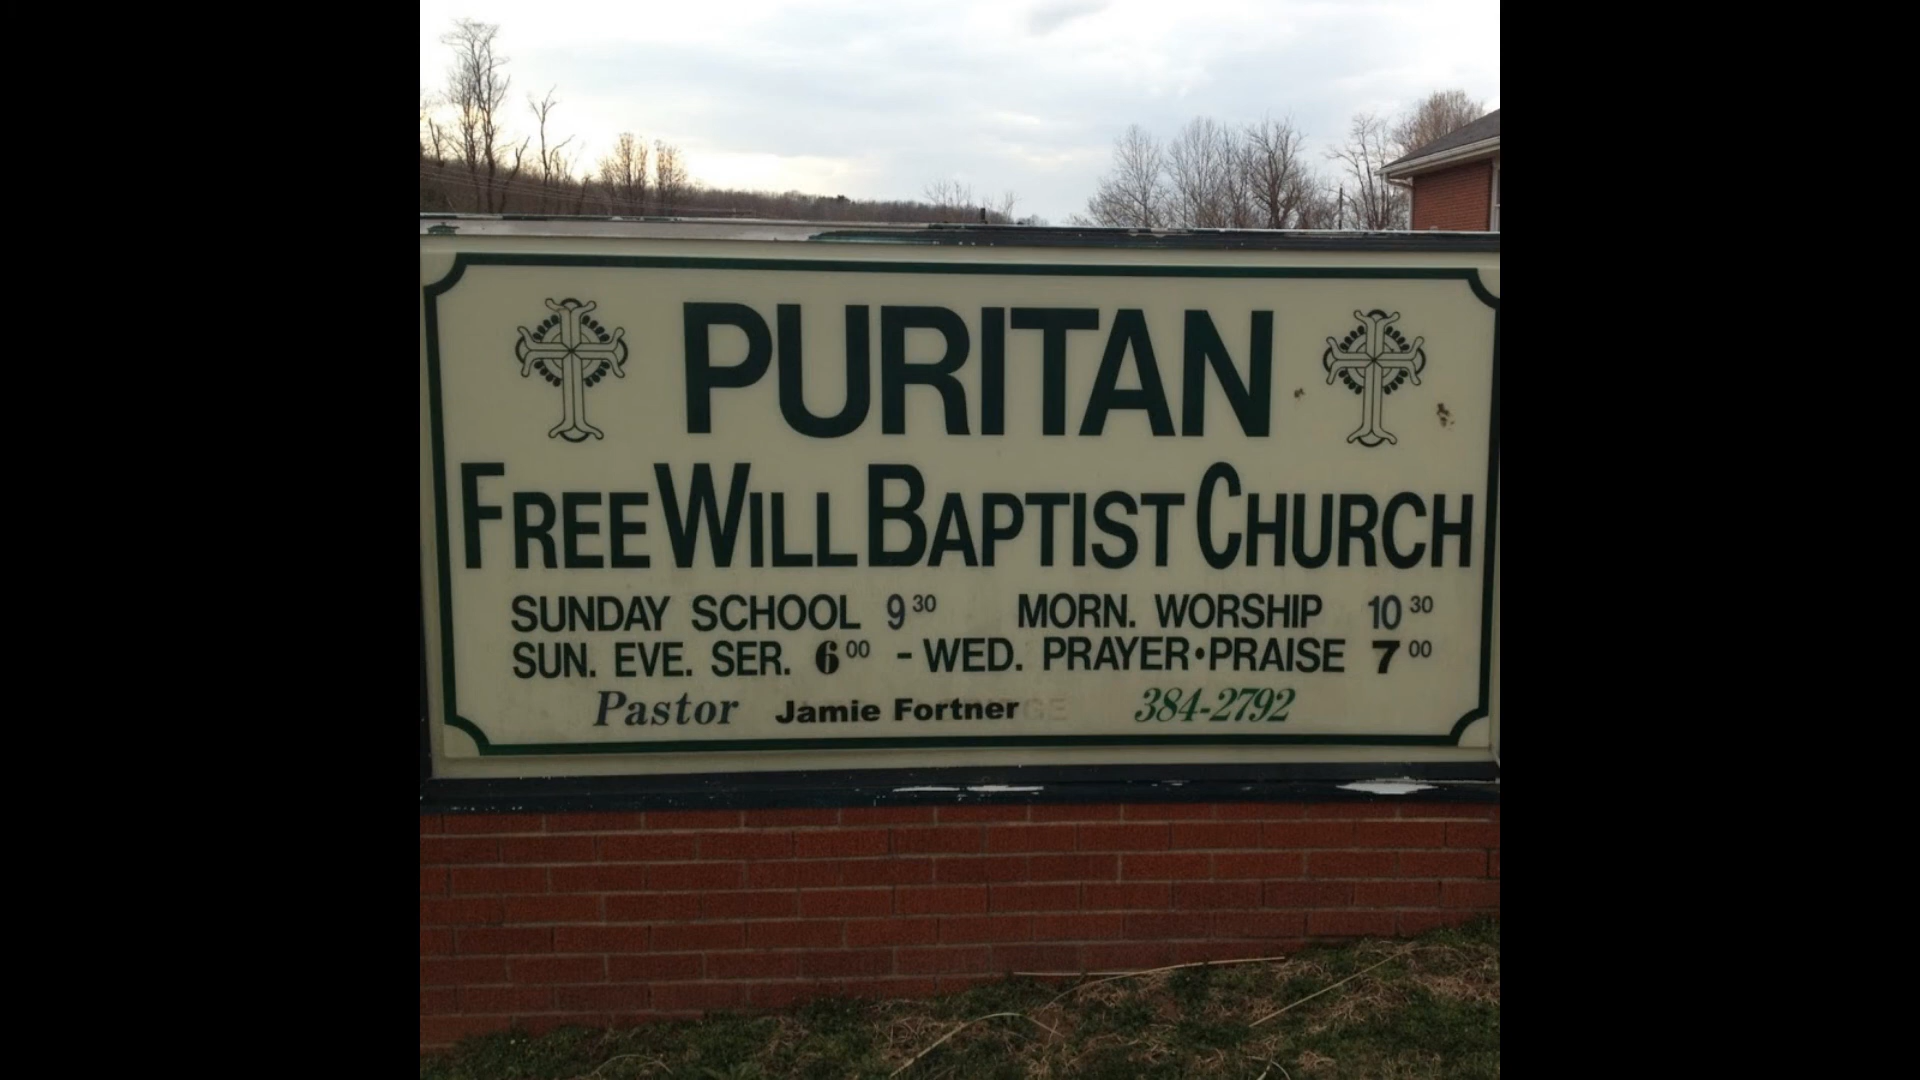 PURITAN
FREE WILL BAPTIST CHURCH
SUNDAY SCHOOL 9 30 MORN. WORSHIP 10 30
SUN. EVE. SER. 6 00 - WED. PRAYER•PRAISE 7 00
Pastor Jamie Fortner 384-2792